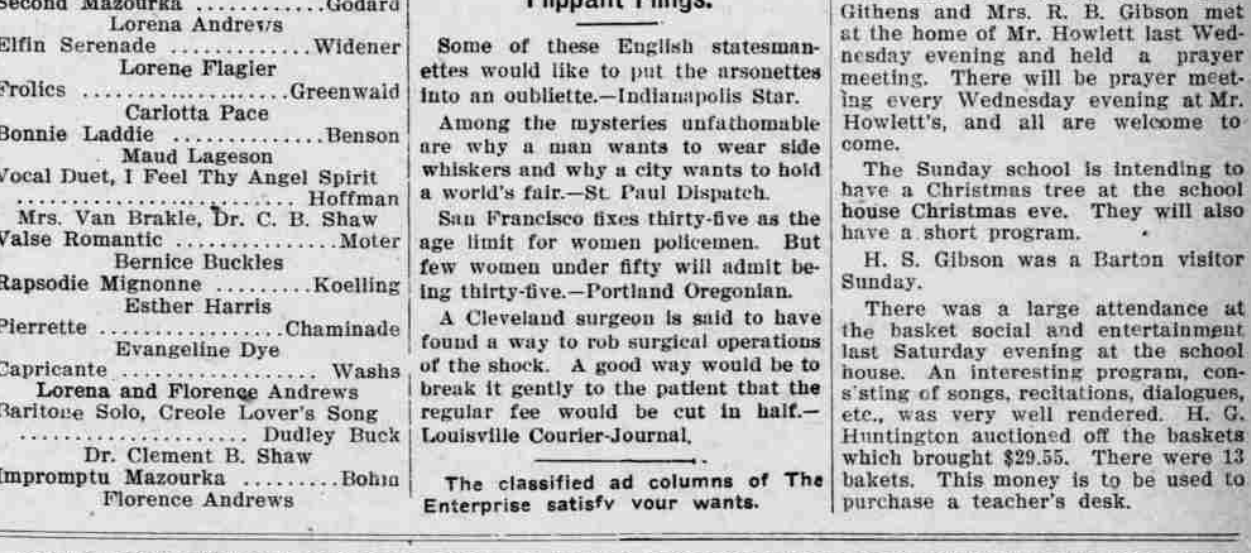 Second Mazourka ............Godard
Lorena Andrews
Elfin Serenade .............Widener
Lorene Flagler
Frolics ...................Greenwald
Carlotta Pace
Bonnie Laddie ..............Benson
Maud Lageson
Vocal Duet, I Feel Thy Angel Spirit
......................... Hoffman
Mrs. Van Brakle, Dr. C. B. Shaw
Valse Romantic ...............Moter
Bernice Buckles
Rapsodie Mignonne .........Koelling
Esther Harris
Pierrette .................Chaminade
Evangeline Dye
Capricante .................... Washs
Lorena and Florence Andrews
Baritone Solo, Creole Lover's Song
..................... Dudley Buck
Dr. Clement B. Shaw
Impromptu Mazourka .........Bohm
Florence Andrews
Flippant Flings.
Some of these English statesman-
ettes would like to put the arsonettes
into an oubliette.—Indianapolis Star.
Among the mysteries unfathomable
are why a man wants to wear side
whiskers and why a city wants to hold
a world's fair.—St. Paul Dispatch.
San Francisco fixes thirty-five as the
age limit for women policemen. But
few women under fifty will admit be-
ing thirty-five.—Portland Oregonian.
A Cleveland surgeon is said to have
found a way to rob surgical operations
of the shock. A good way would be to
break it gently to the patient that the
regular fee would be cut in half.—
Louisville Courier-Journal.
The classified ad columns of The
Enterprise satisfy your wants.
Githens and Mrs. R. B. Gibson met
at the home of Mr. Howlett last Wed-
nesday evening and held a prayer
meeting. There will be prayer meet-
ing every Wednesday evening at Mr.
Howlett's, and all are welcome to
come.
The Sunday school is intending to
have a Christmas tree at the school
house Christmas eve. They will also
have a short program.
H. S. Gibson was a Barton visitor
Sunday.
There was a large attendance at
the basket social and entertainment
last Saturday evening at the school
house. An interesting program, con-
s'sting of songs, recitations, dialogues,
etc., was very well rendered. H. G.
Huntington auctioned off the baskets
which brought $29.55. There were 13
bakets. This money is to be used to
purchase a teacher's desk.